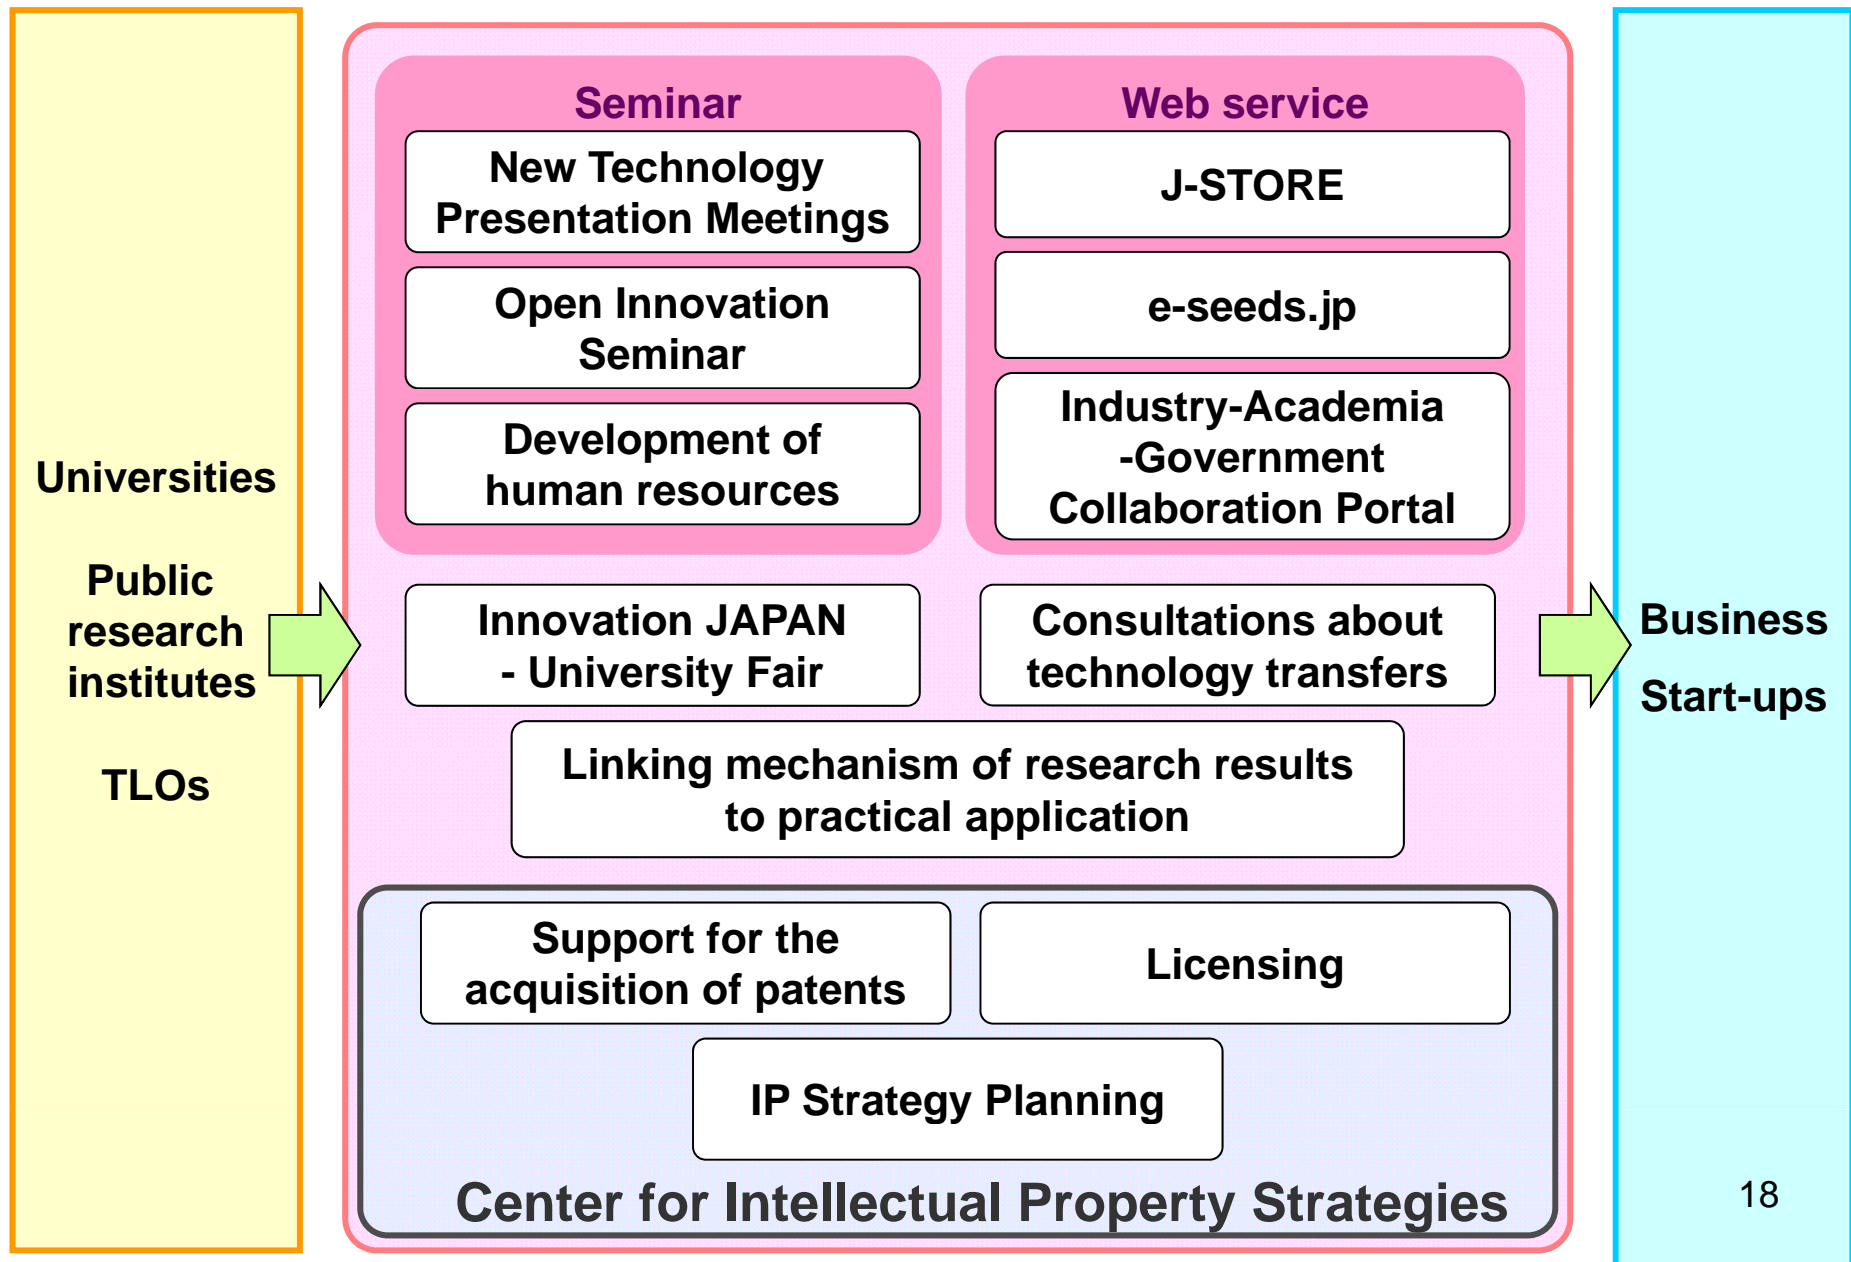 Universities
Public
research
institutes
TLOs
Seminar
New Technology
Presentation Meetings
Open Innovation
Seminar
Development of
human resources
Web service
J-STORE
e-seeds.jp
Industry-Academia
-Government
Collaboration Portal
Innovation JAPAN
- University Fair
Consultations about
technology transfers
Linking mechanism of research results
to practical application
Support for the
acquisition of patents
Licensing
IP Strategy Planning
Center for Intellectual Property Strategies
Business
Start-ups
18